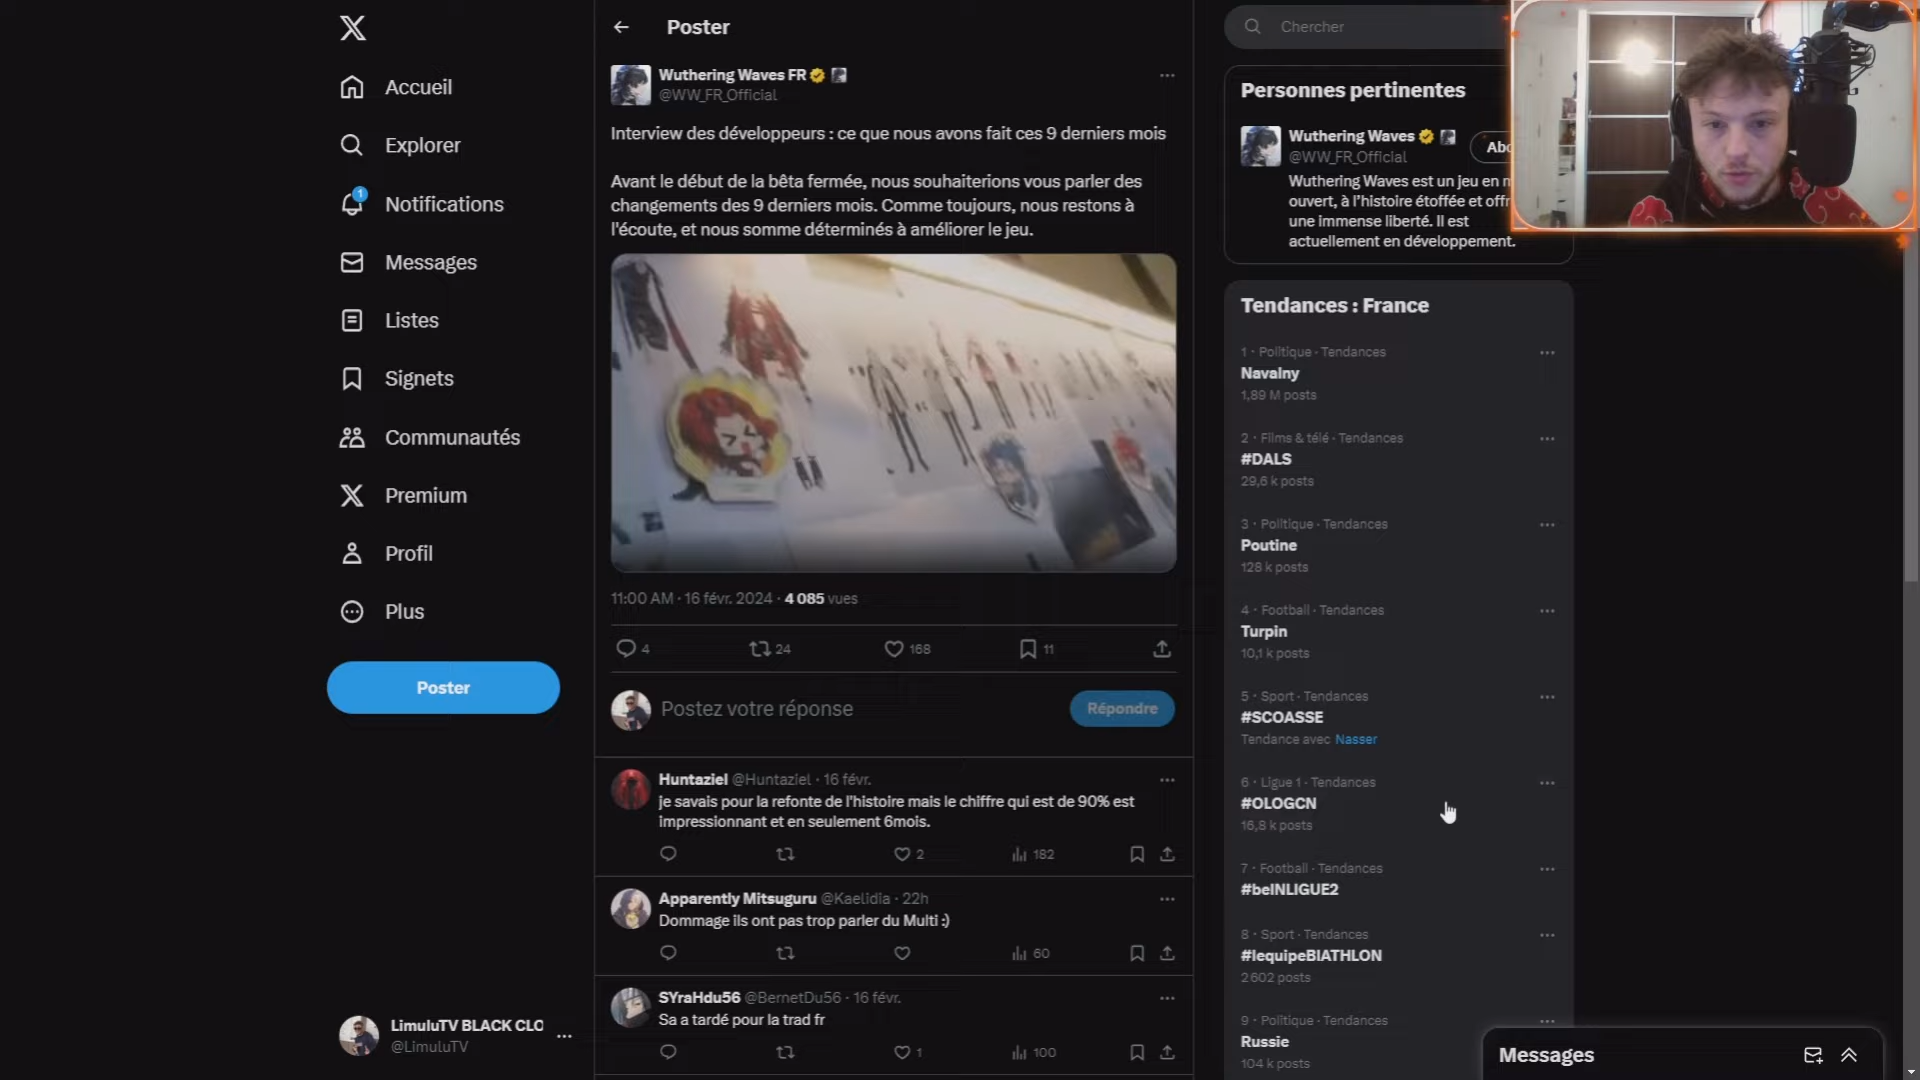 Accueil
Explorer
1
Notifications
Messages
Listes
Signets
Communautés
Premium
Profil
Plus
Poster
LimuluTV BLACK CLO
@LimuluTV
Poster
Wuthering Waves FR
@WW_FR_Official
Interview des développeurs : ce que nous avons fait ces 9 derniers mois
Avant le début de la bêta fermée, nous souhaiterions vous parler des
changements des 9 derniers mois. Comme toujours, nous restons à
l'écoute, et nous somme déterminés à améliorer le jeu.
11:00 AM · 16 févr. 2024 · 4 085 vues
4
24
168
11
Postez votre réponse
Répondre
Huntaziel @Huntaziel · 16 févr.
je savais pour la refonte de l'histoire mais le chiffre qui est de 90% est
impressionnant et en seulement 6mois.
2
182
Apparently Mitsuguru @Kaelidia · 22h
Dommage ils ont pas trop parler du Multi :)
60
SYraHdu56 @BernetDu56 · 16 févr.
Sa a tardé pour la trad fr
1
100
Chercher
Personnes pertinentes
Wuthering Waves
@WW_FR_Official
Abo
Wuthering Waves est un jeu en m
ouvert, à l'histoire étoffée et offr
une immense liberté. Il est
actuellement en développement.
Tendances : France
1 · Politique · Tendances
Navalny
1,89 M posts
2 · Films & télé · Tendances
#DALS
29,6 k posts
3 · Politique · Tendances
Poutine
128 k posts
4 · Football · Tendances
Turpin
10,1 k posts
5 · Sport · Tendances
#SCOASSE
Tendance avec Nasser
6 · Ligue 1 · Tendances
#OLOGCN
16,8 k posts
7 · Football · Tendances
#beINLIGUE2
8 · Sport · Tendances
#lequipeBIATHLON
2 602 posts
9 · Politique · Tendances
Russie
104 k posts
Messages